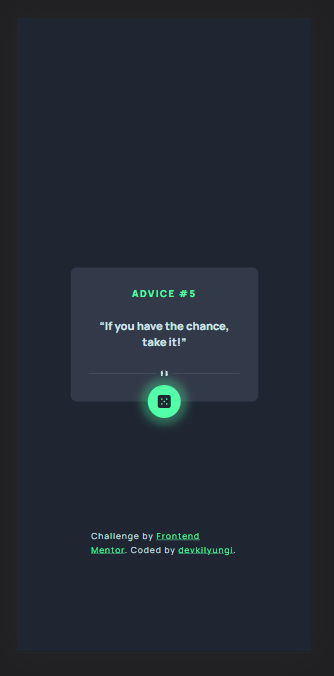 ADVICE #5
“If you have the chance,
take it!”
Challenge by Frontend
Mentor. Coded by devkilyungi.